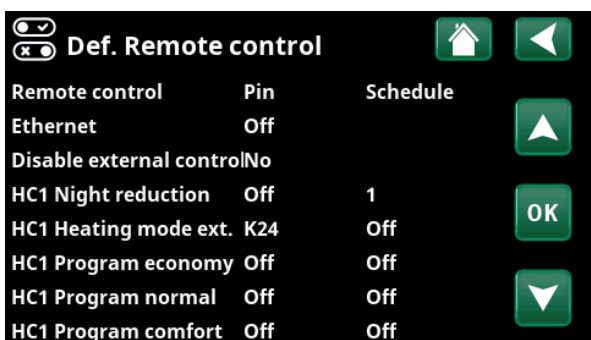 Def. Remote control
Remote control Pin Schedule
Ethernet Off
Disable external control No
HC1 Night reduction Off 1
HC1 Heating mode ext. K24 Off
HC1 Program economy Off Off
HC1 Program normal Off Off
HC1 Program comfort Off Off
OK